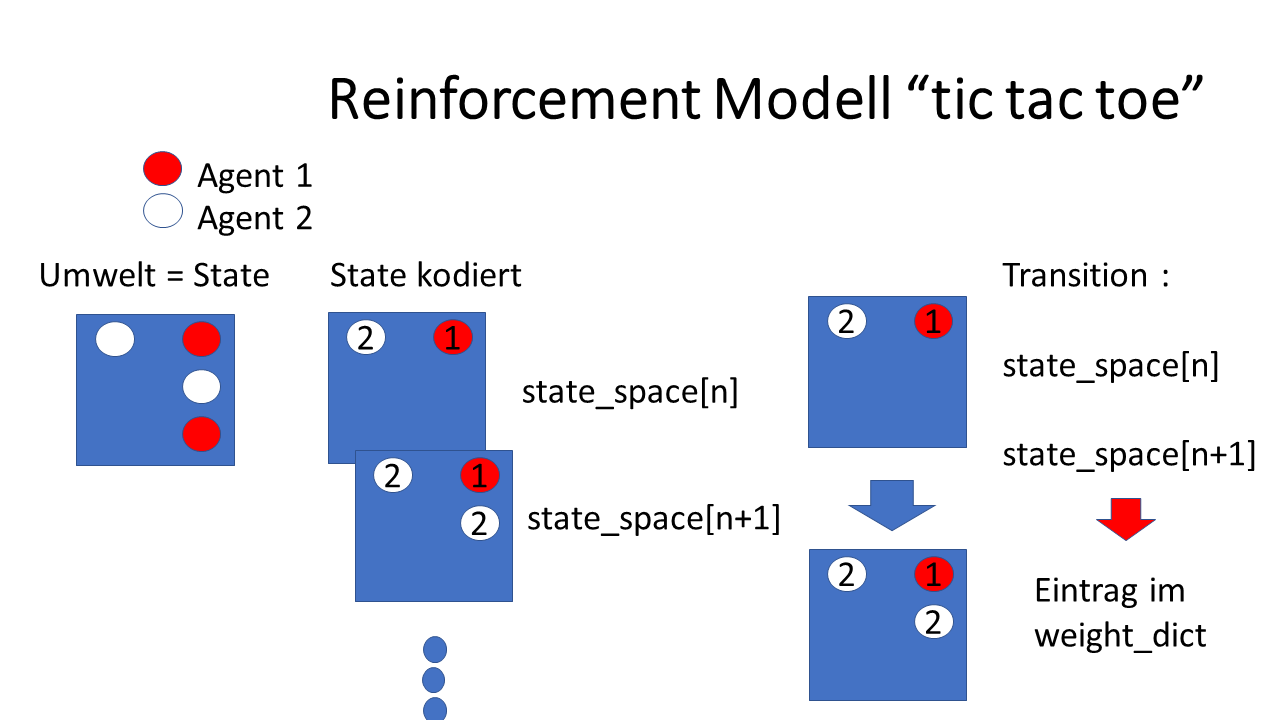 Reinforcement Modell “tic tac toe”
Agent 1
Agent 2
Umwelt = State
State kodiert
2 1
state_space[n]
2 1
2
state_space[n+1]
2 1
2 1
2
Transition :
state_space[n]
state_space[n+1]
Eintrag im
weight_dict